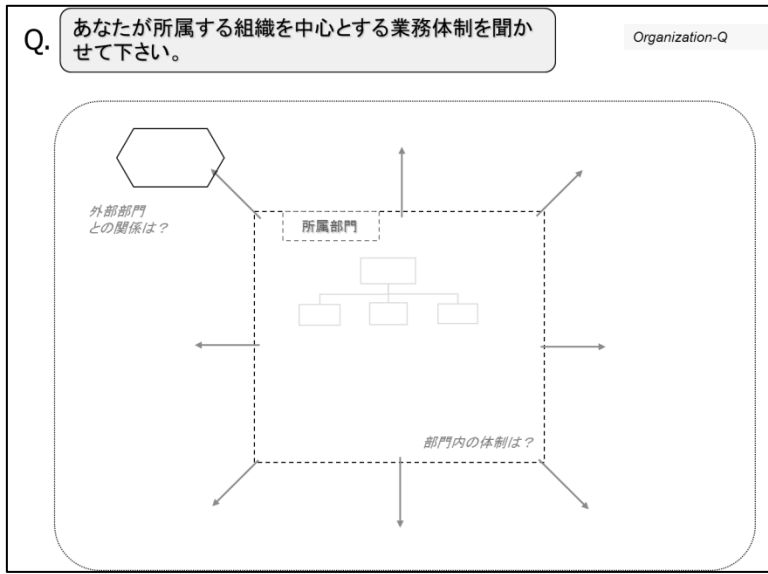 Q.
あなたが所属する組織を中心とする業務体制を聞か
せて下さい。
Organization-Q
外部部門
との関係は？
所属部門
部門内の体制は？